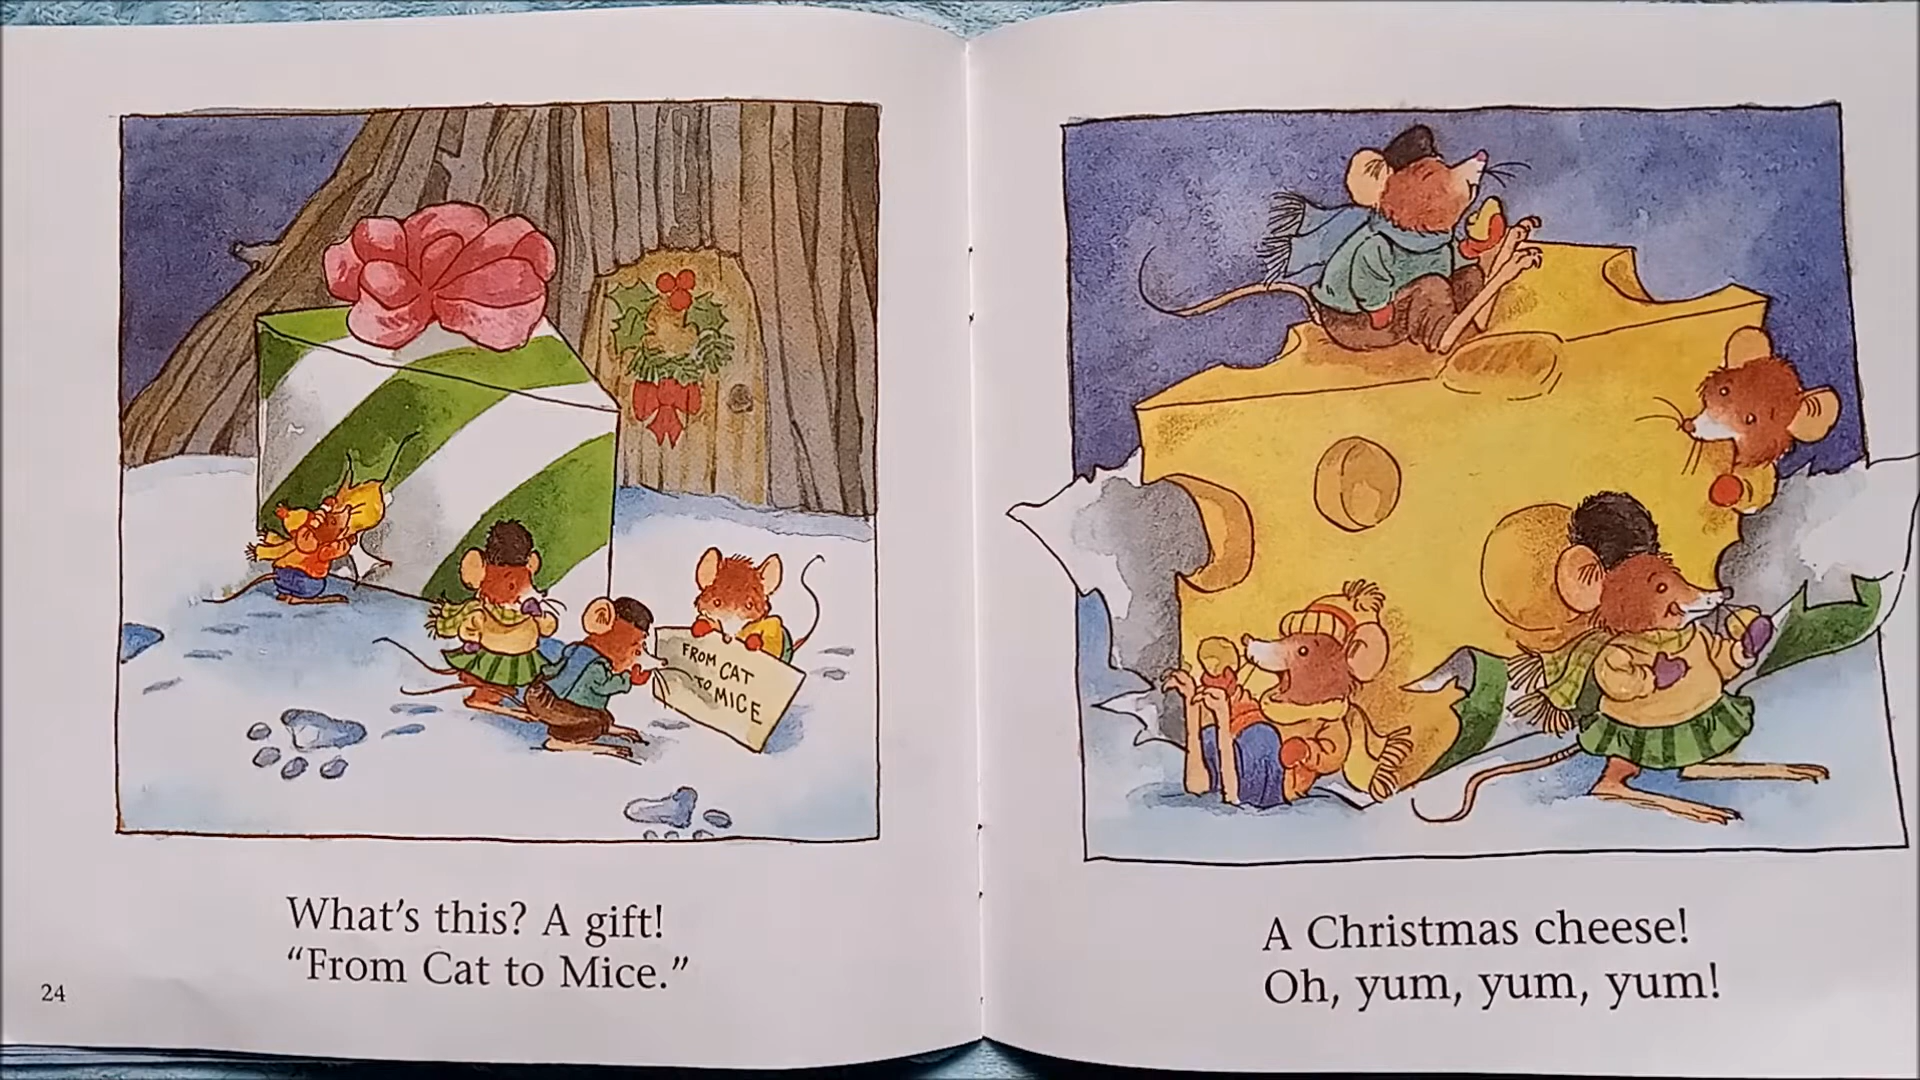 FROM CAT
TO MICE
What's this? A gift!
“From Cat to Mice.”
24
A Christmas cheese!
Oh, yum, yum, yum!